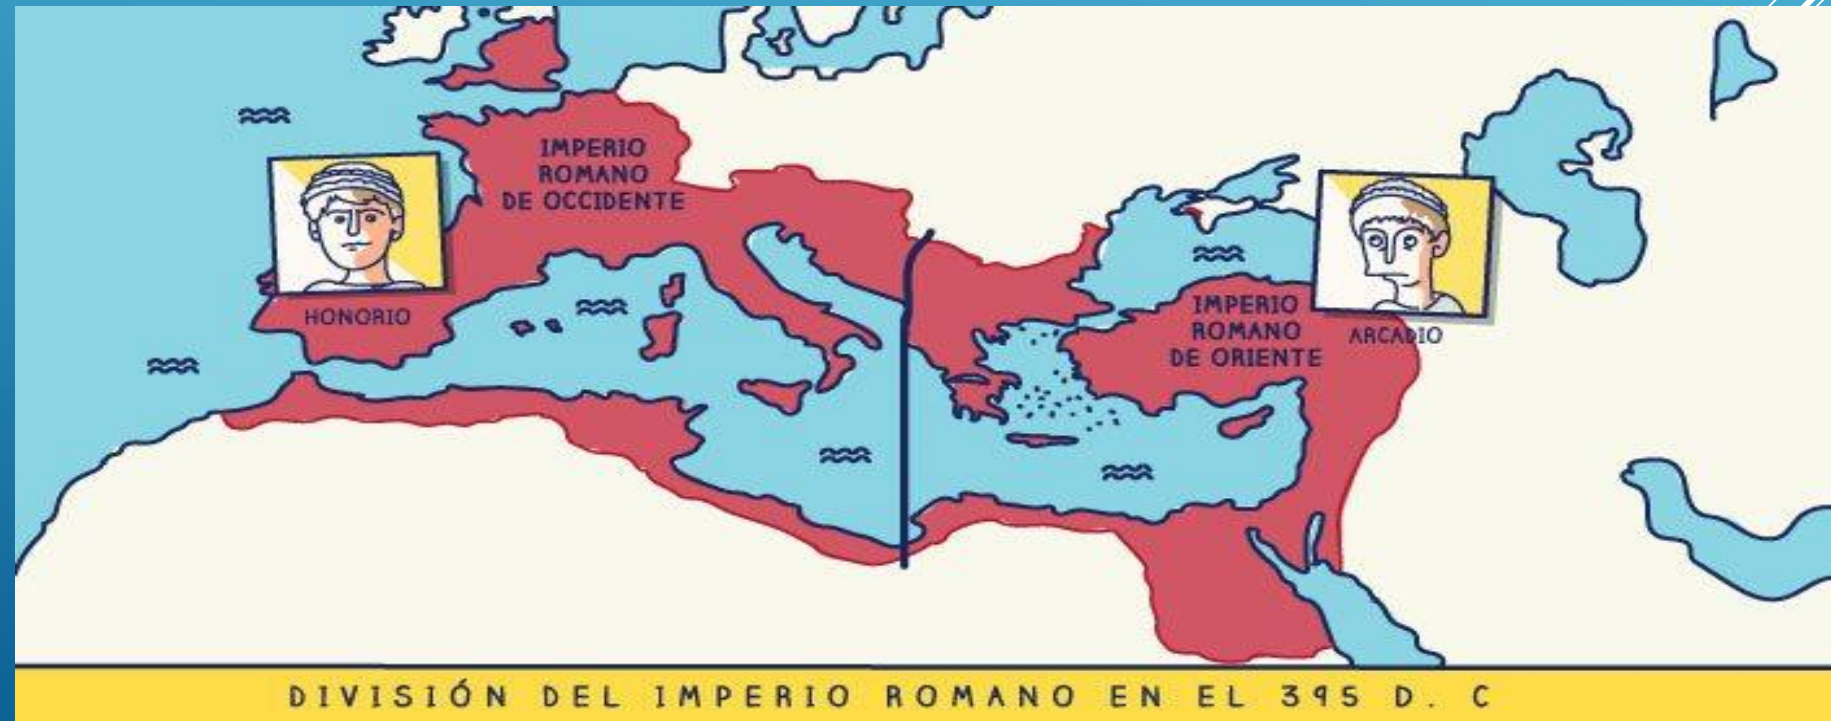 IMPERIO
ROMANO
DE OCCIDENTE
HONORIO
IMPERIO
ROMANO
DE ORIENTE
ARCADIO
DIVISIÓN DEL IMPERIO ROMANO EN EL 395 D. C